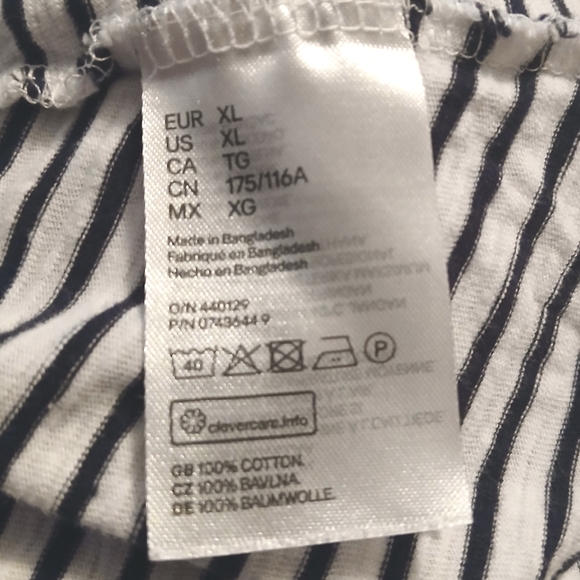 EUR XL
US XL
CA TG
CN 175/116A
MX XG
Made in Bangladesh
Fabriqué en Bangladesh
Hecho en Bangladesh
O/N 440129
P/N 0743644 9
40 P
clevercare.info
GB 100% COTTON.
CZ 100% BAVLNA.
DE 100% BAUMWOLLE.